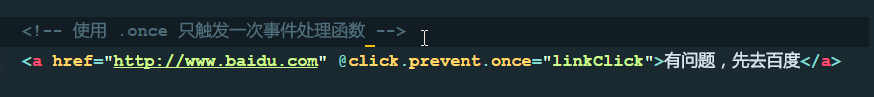 <!-- 使用 .once 只触发一次事件处理函数 -->
<a href="http://www.baidu.com" @click.prevent.once="linkClick">有问题，先去百度</a>